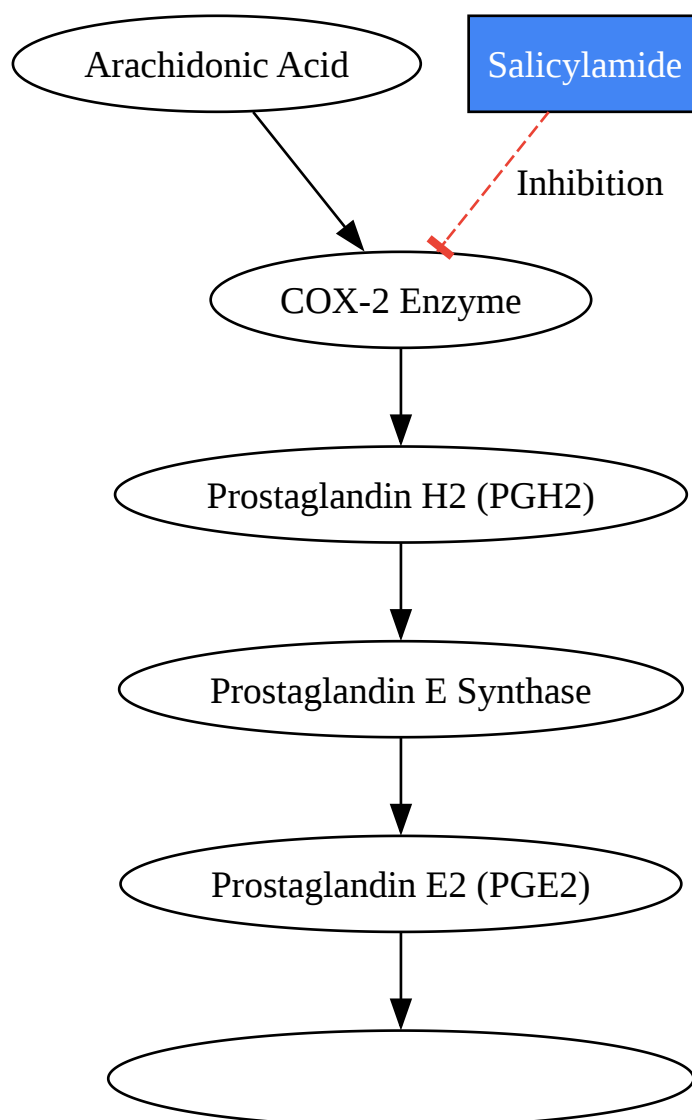 Arachidonic Acid
Salicylamide
Inhibition
COX-2 Enzyme
Prostaglandin H2 (PGH2)
Prostaglandin E Synthase
Prostaglandin E2 (PGE2)